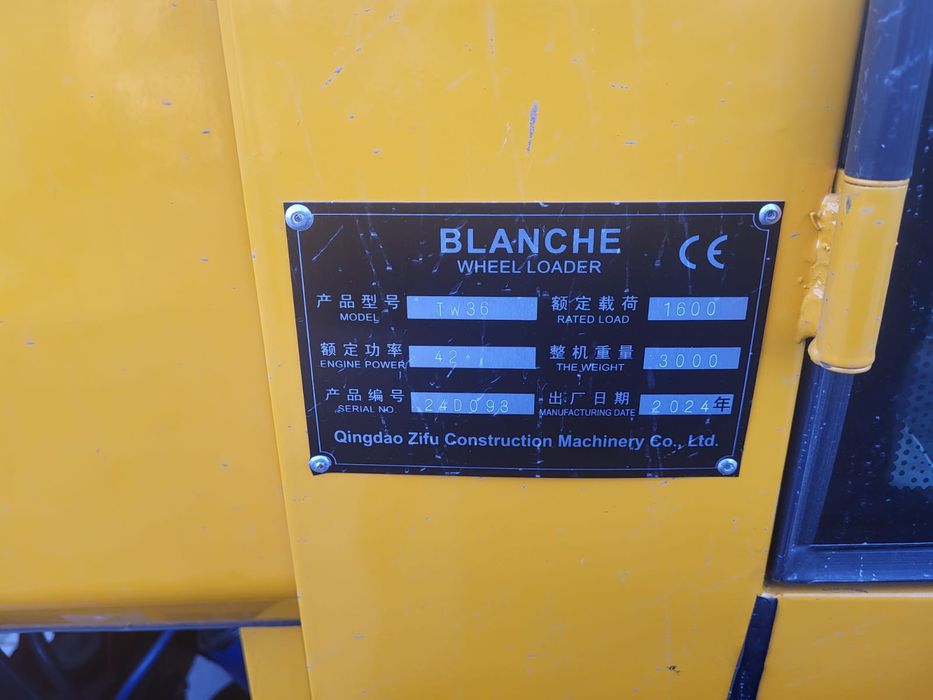 BLANCHE
CE
WHEEL LOADER
产品型号 TW36 额定载荷 1600
MODEL RATED LOAD
额定功率 42 整机重量 3000
ENGINE POWER THE WEIGHT
产品编号 24D093 出厂日期 2024年
SERIAL NO MANUFACTURING DATE
Qingdao Zifu Construction Machinery Co., Ltd.